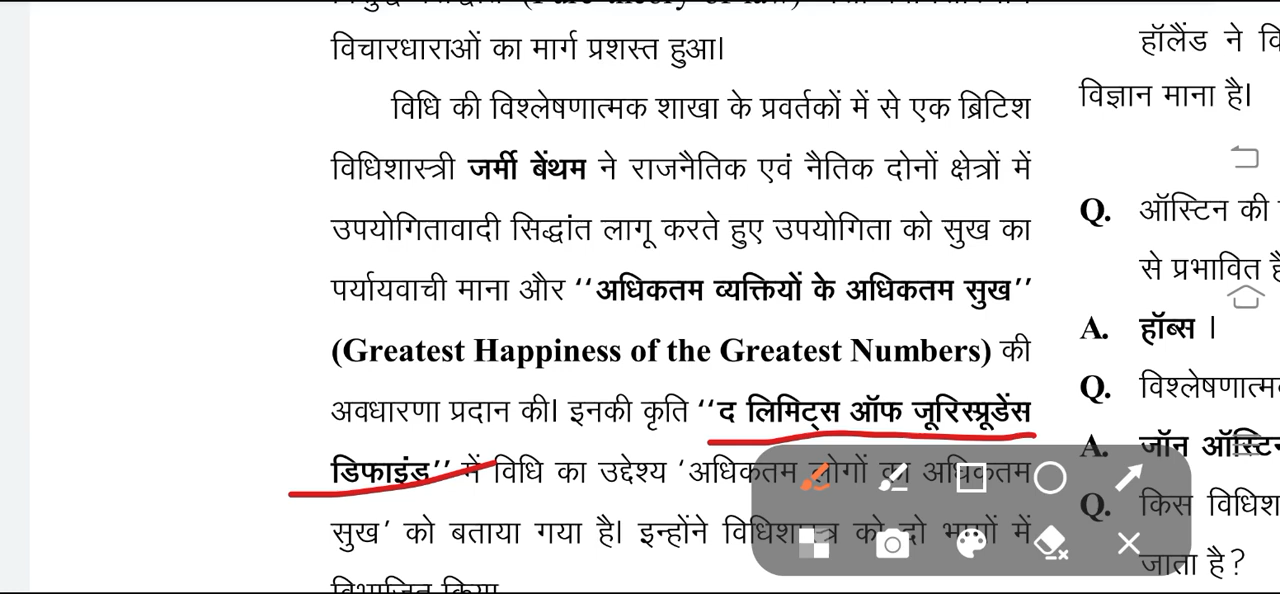 विचारधाराओं का मार्ग प्रशस्त हुआ।
विधि की विश्लेषणात्मक शाखा के प्रवर्तकों में से एक ब्रिटिश
विधिशास्त्री जर्मी बेंथम ने राजनैतिक एवं नैतिक दोनों क्षेत्रों में
उपयोगितावादी सिद्धांत लागू करते हुए उपयोगिता को सुख का
पर्यायवाची माना और ‘‘अधिकतम व्यक्तियों के अधिकतम सुख’’
(Greatest Happiness of the Greatest Numbers) की
अवधारणा प्रदान की। इनकी कृति ‘‘द लिमिट्स ऑफ जूरिस्प्रूडेंस
डिफाइंड’’ में विधि का उद्देश्य ‘अधिकतम लोगों का अधिकतम
सुख’ को बताया गया है। इन्होंने विधिशास्त्र को दो भागों में
विभाजित किया
हॉलैंड ने
विज्ञान माना है।
Q. ऑस्टिन की
से प्रभावित
A. हॉब्स ।
Q.
A. जॉन
Q. किस
जाता है?